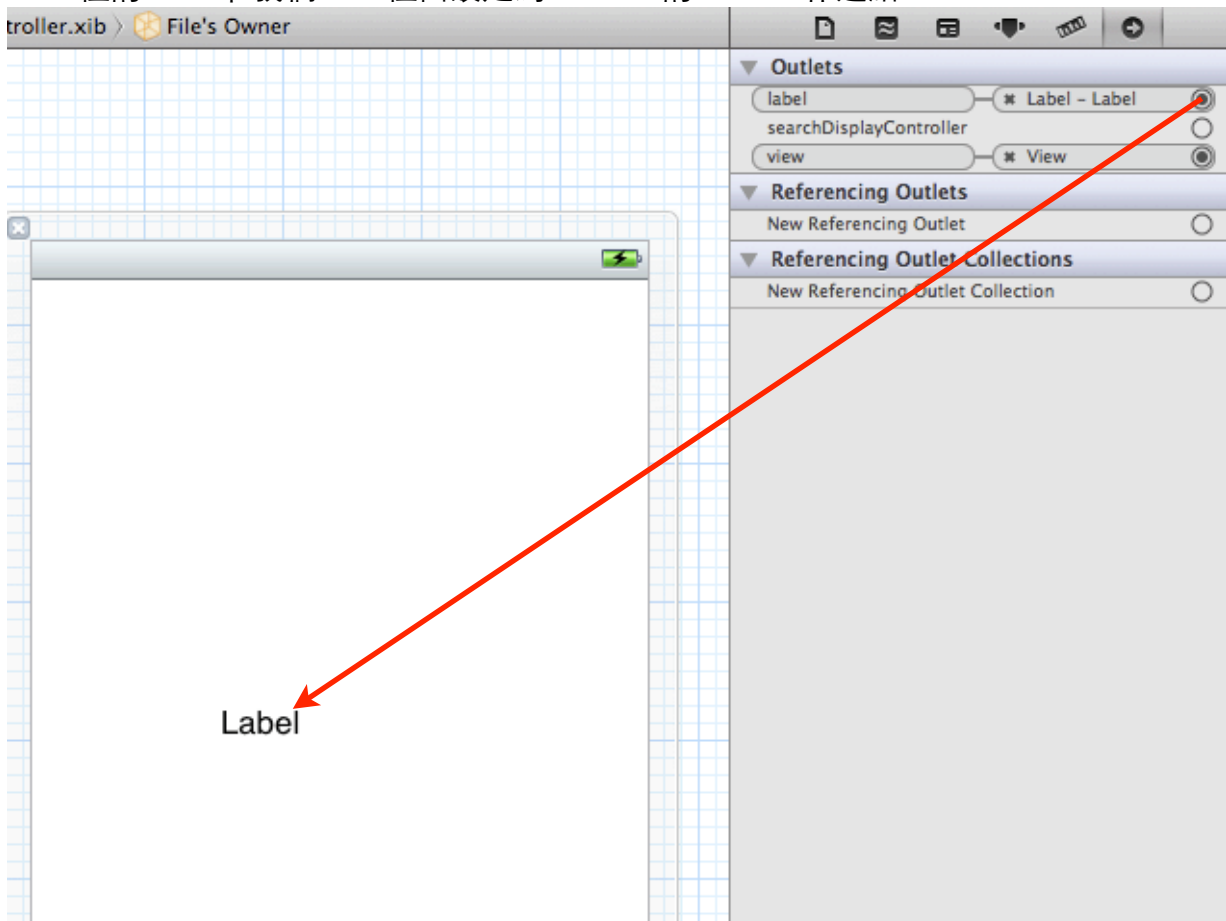 troller.xib 〉 File's Owner
Outlets
label
Label – Label
searchDisplayController
view
View
Referencing Outlets
New Referencing Outlet
Referencing Outlet Collections
New Referencing Outlet Collection
Label